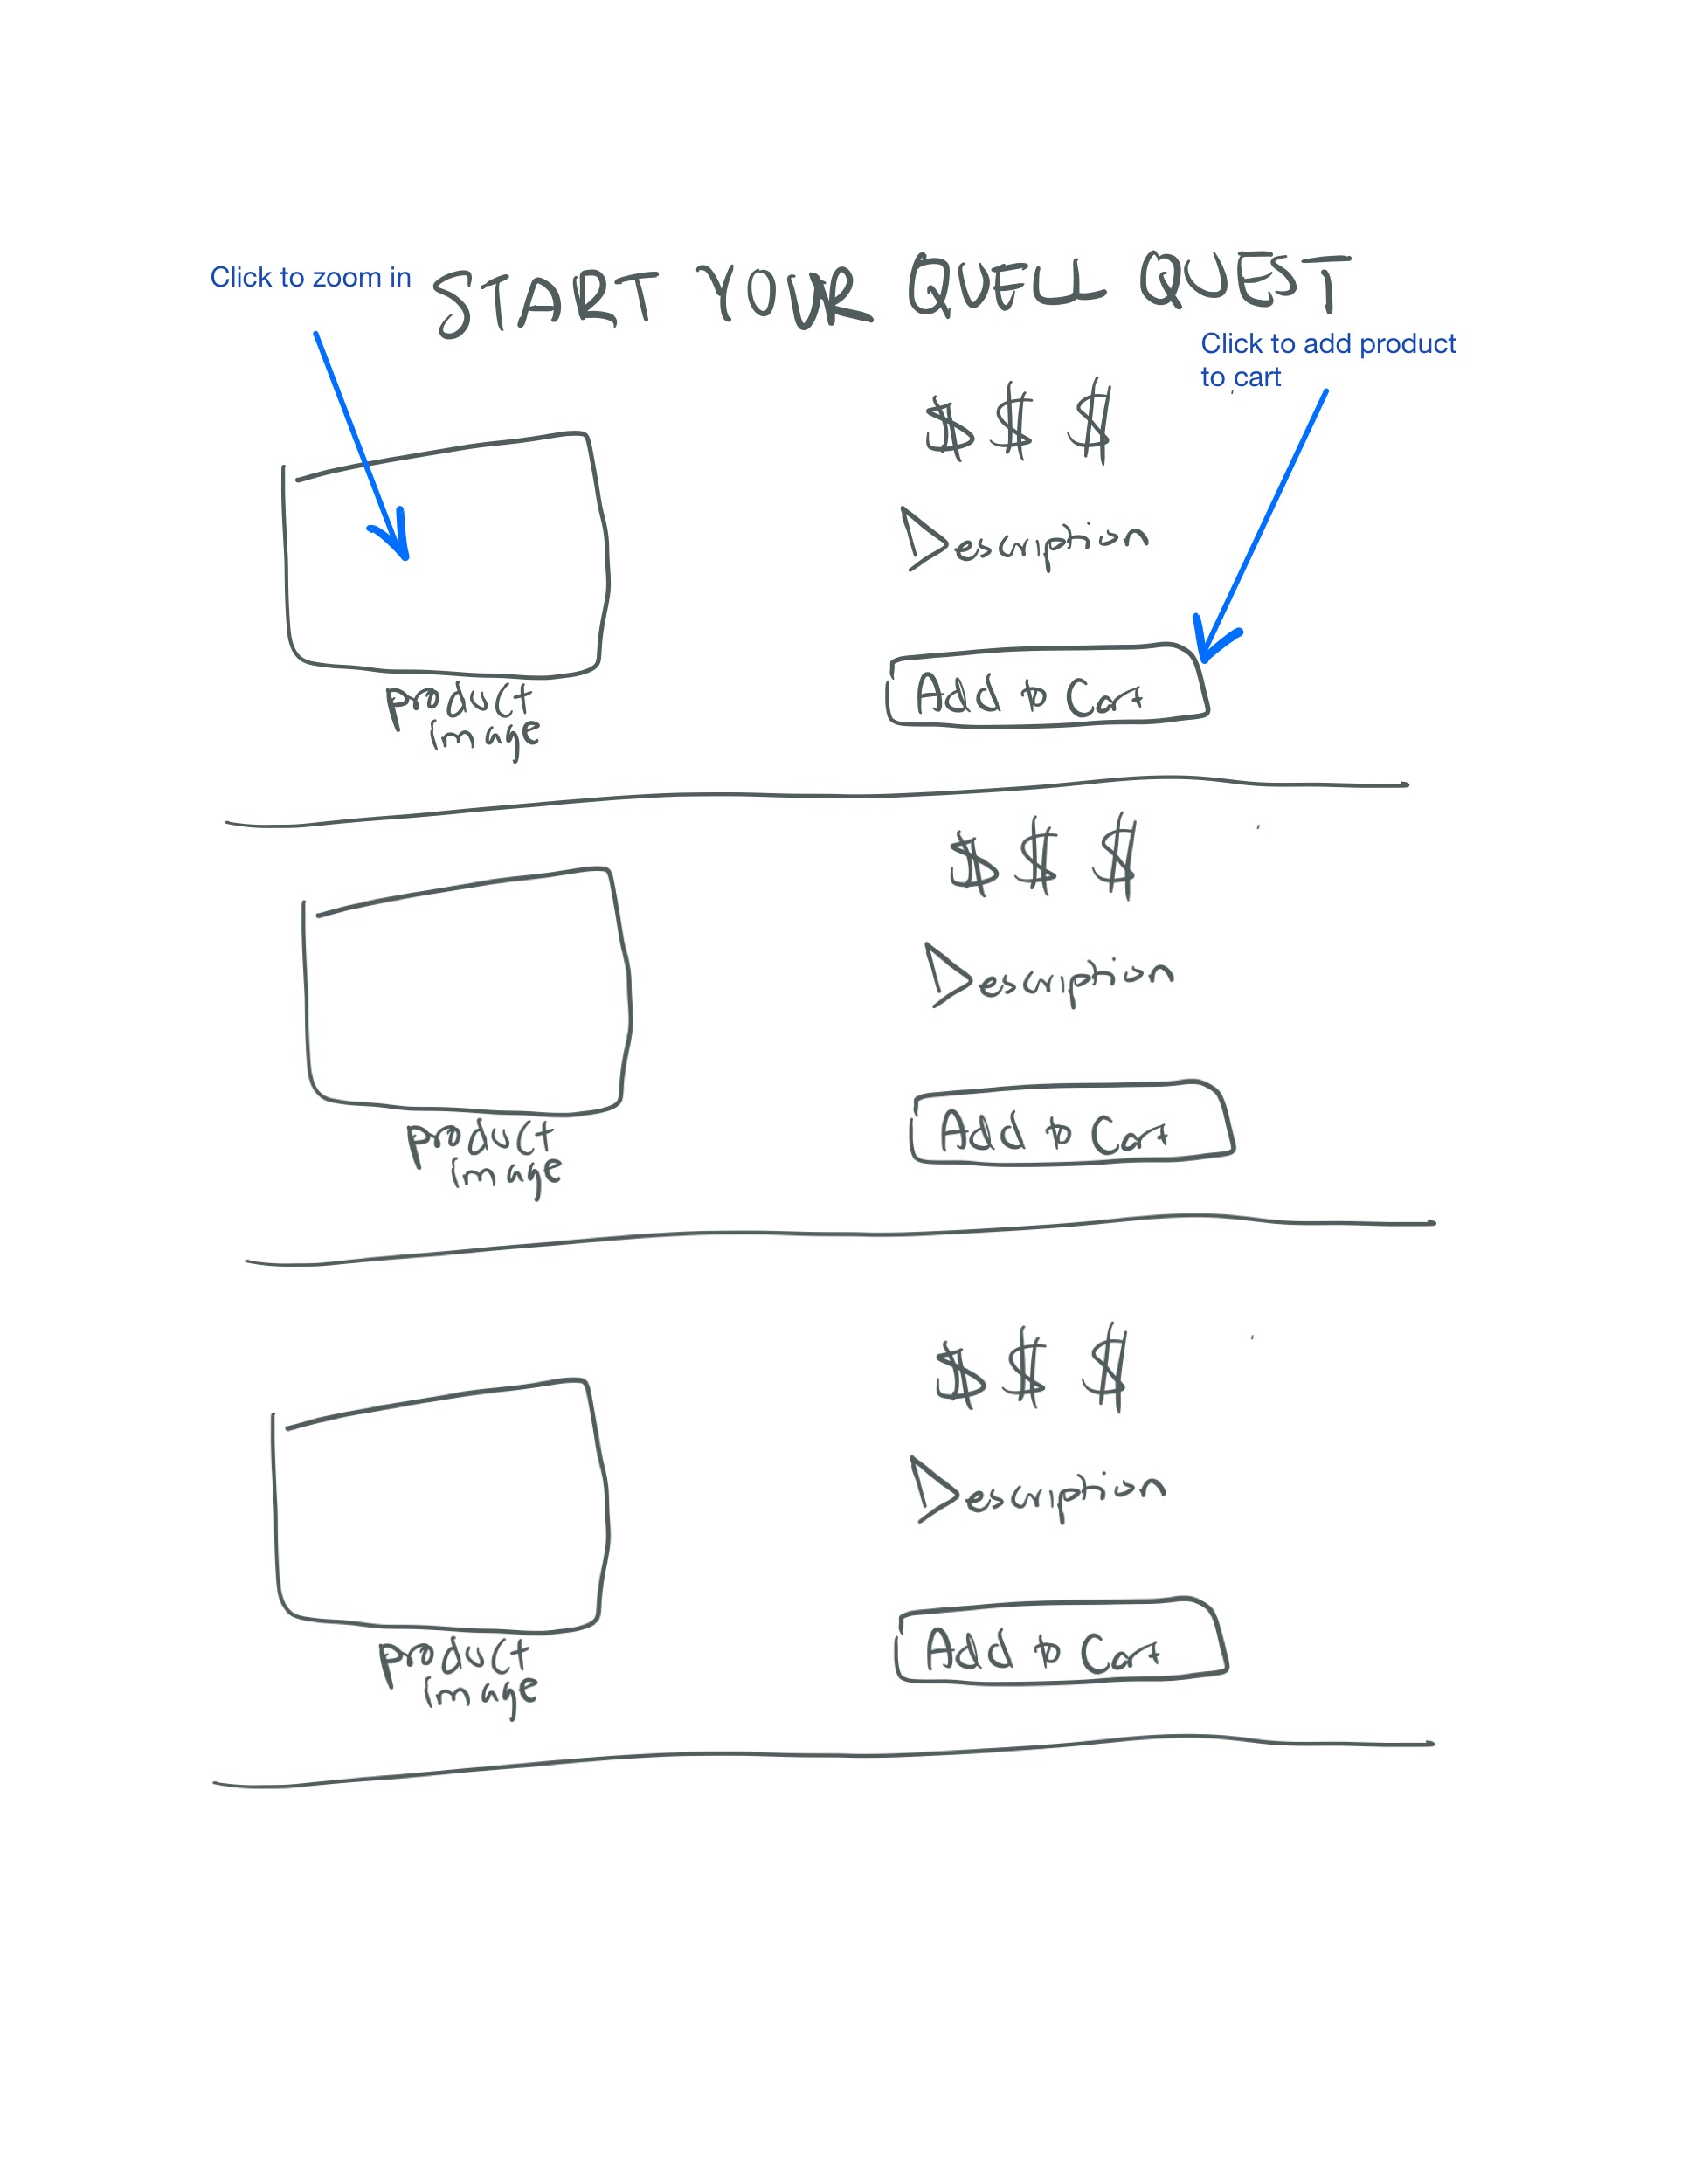 Click to zoom in
START YOUR QUELL QUEST
Click to add product
to cart
$ $ $
Description
Add to Cart
product
image
$ $ $
Description
Add to Cart
product
image
$ $ $
Description
Add to Cart
product
image